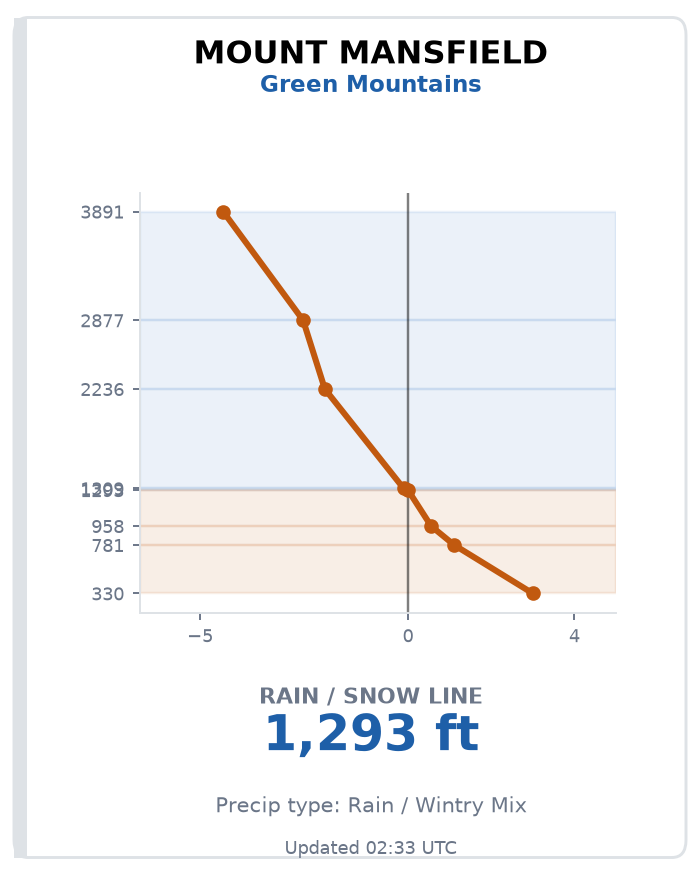 MOUNT MANSFIELD
Green Mountains
3891
2877
2236
1293
958
781
330
−5
0
4
RAIN / SNOW LINE
1,293 ft
Precip type: Rain / Wintry Mix
Updated 02:33 UTC